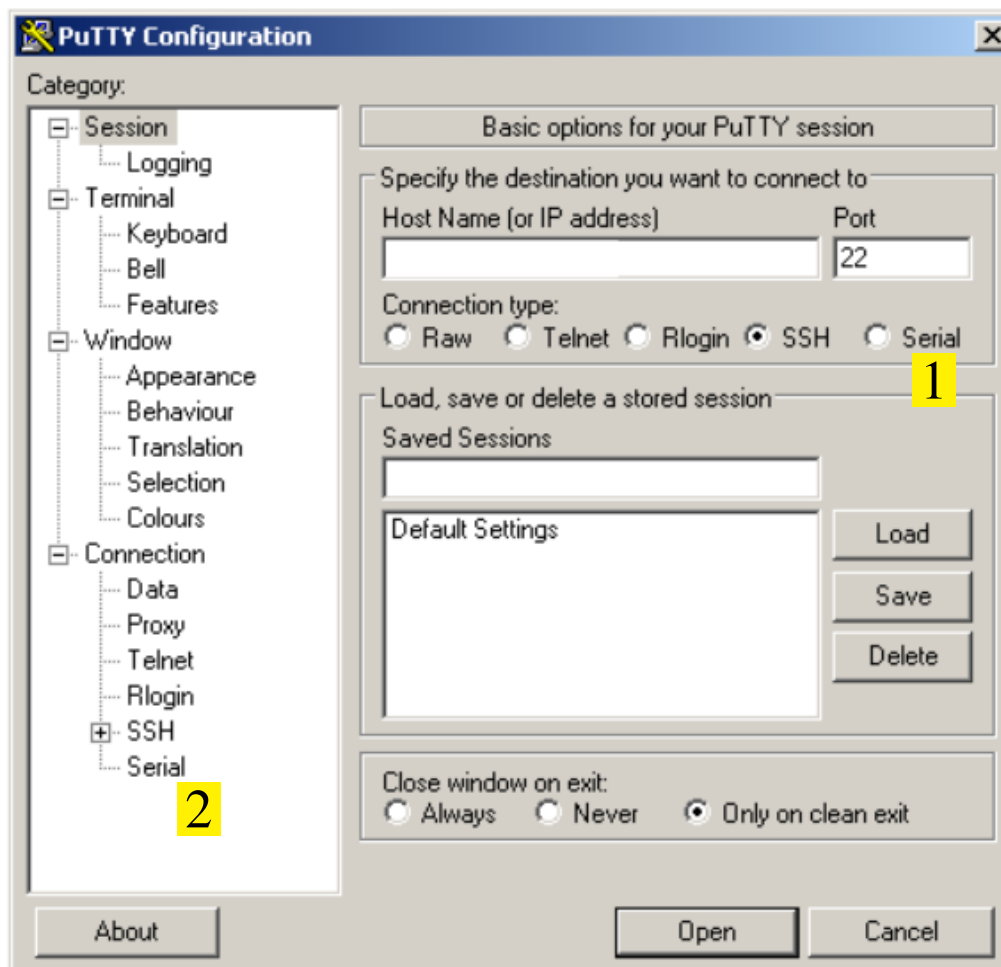 PuTTY Configuration
Category:
Session
Logging
Terminal
Keyboard
Bell
Features
Window
Appearance
Behaviour
Translation
Selection
Colours
Connection
Data
Proxy
Telnet
Rlogin
SSH
Serial
2
Basic options for your PuTTY session
Specify the destination you want to connect to
Host Name (or IP address) Port
22
Connection type:
Raw Telnet Rlogin SSH Serial
1
Load, save or delete a stored session
Saved Sessions
Default Settings
Load
Save
Delete
Close window on exit:
Always Never Only on clean exit
About Open Cancel